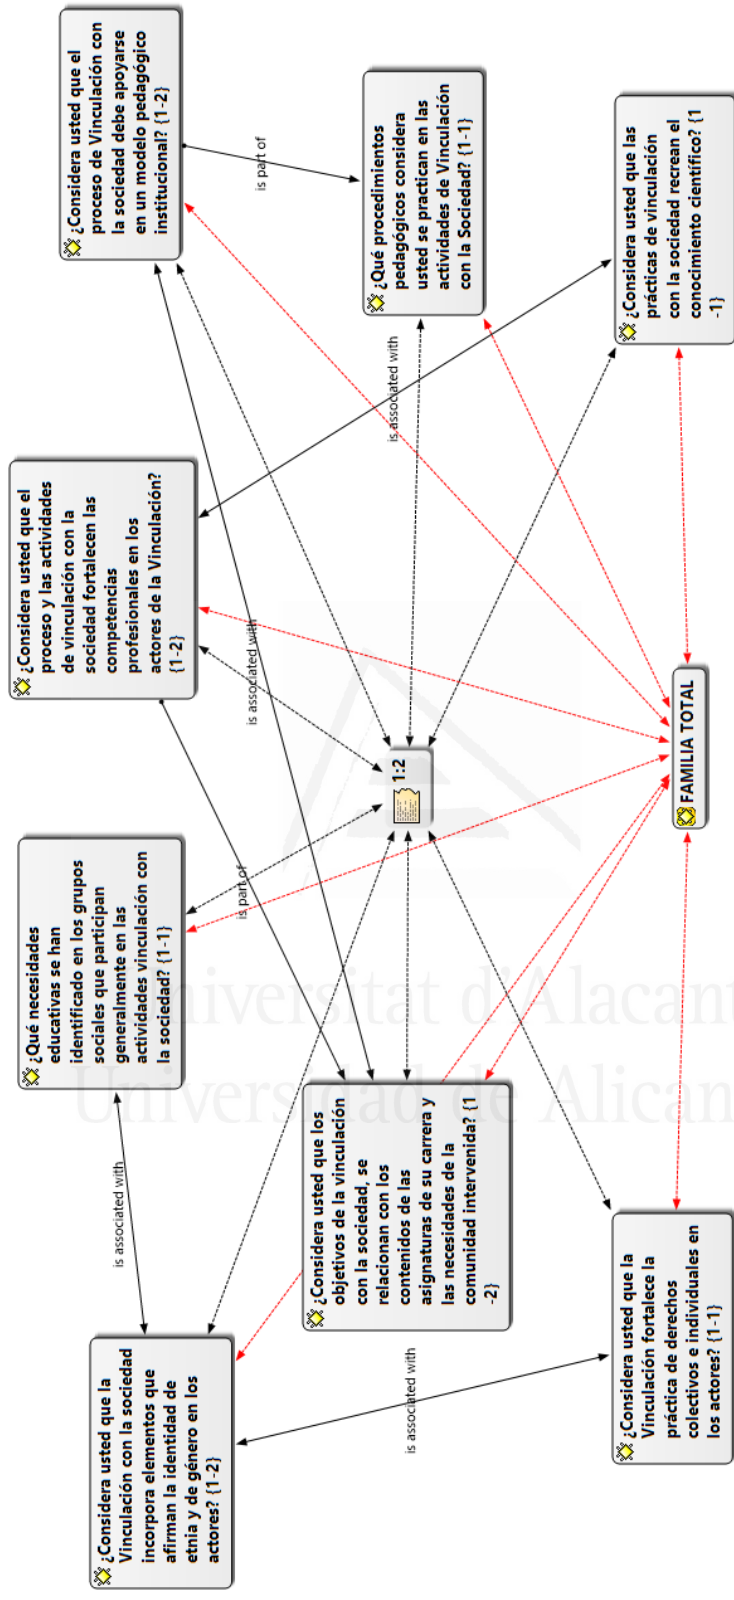 ¿Considera usted que la
Vinculación con la sociedad
incorpora elementos que
afirman la identidad de
etnia y de género en los
actores? {1-2}
is associated with
¿Qué necesidades
educativas se han
identificado en los grupos
sociales que participan
generalmente en las
actividades vinculación con
la sociedad? {1-1}
¿Considera usted que el
proceso y las actividades
de vinculación con la
sociedad fortalecen las
competencias
profesionales en los
actores de la Vinculación?
{1-2}
¿Considera usted que el
proceso de Vinculación con
la sociedad debe apoyarse
en un modelo pedagógico
institucional? {1-2}
is part of
is associated with
is part of
¿Considera usted que los
objetivos de la vinculación
con la sociedad, se
relacionan con los
contenidos de las
asignaturas de su carrera y
las necesidades de la
comunidad intervenida? {1
-2}
1:2
is associated with
¿Qué procedimientos
pedagógicos considera
usted se practican en las
actividades de Vinculación
con la Sociedad? {1-1}
is associated with
¿Considera usted que la
Vinculación fortalece la
práctica de derechos
colectivos e individuales en
los actores? {1-1}
FAMILIA TOTAL
¿Considera usted que las
prácticas de vinculación
con la sociedad recrean el
conocimiento científico? {1
-1}
Universitat d'Alacant
Universidad de Alican